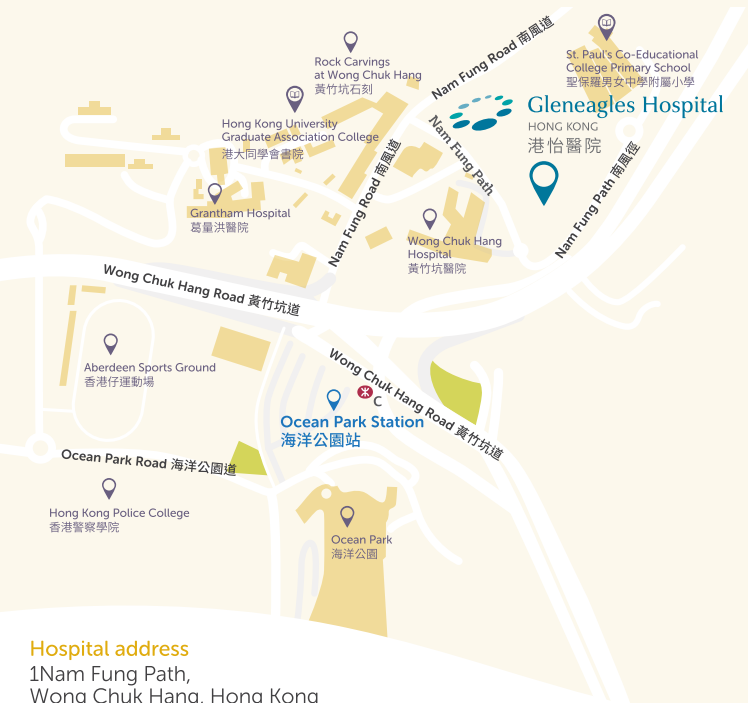 Nam Fung Road 南風道
Rock Carvings
at Wong Chuk Hang
黃竹坑石刻
St. Paul's Co-Educational
College Primary School
聖保羅男女中學附屬小學
Gleneagles Hospital
HONG KONG
港怡醫院
Hong Kong University
Graduate Association College
港大同學會書院
Nam Fung Path
Nam Fung Road 南風道
Nam Fung Path 南風徑
Grantham Hospital
葛量洪醫院
Wong Chuk Hang
Hospital
黃竹坑醫院
Wong Chuk Hang Road 黃竹坑道
Aberdeen Sports Ground
香港仔運動場
Wong Chuk Hang Road 黃竹坑道
C
Ocean Park Station
海洋公園站
Ocean Park Road 海洋公園道
Hong Kong Police College
香港警察學院
Ocean Park
海洋公園
Hospital address
1Nam Fung Path,
Wong Chuk Hang, Hong Kong